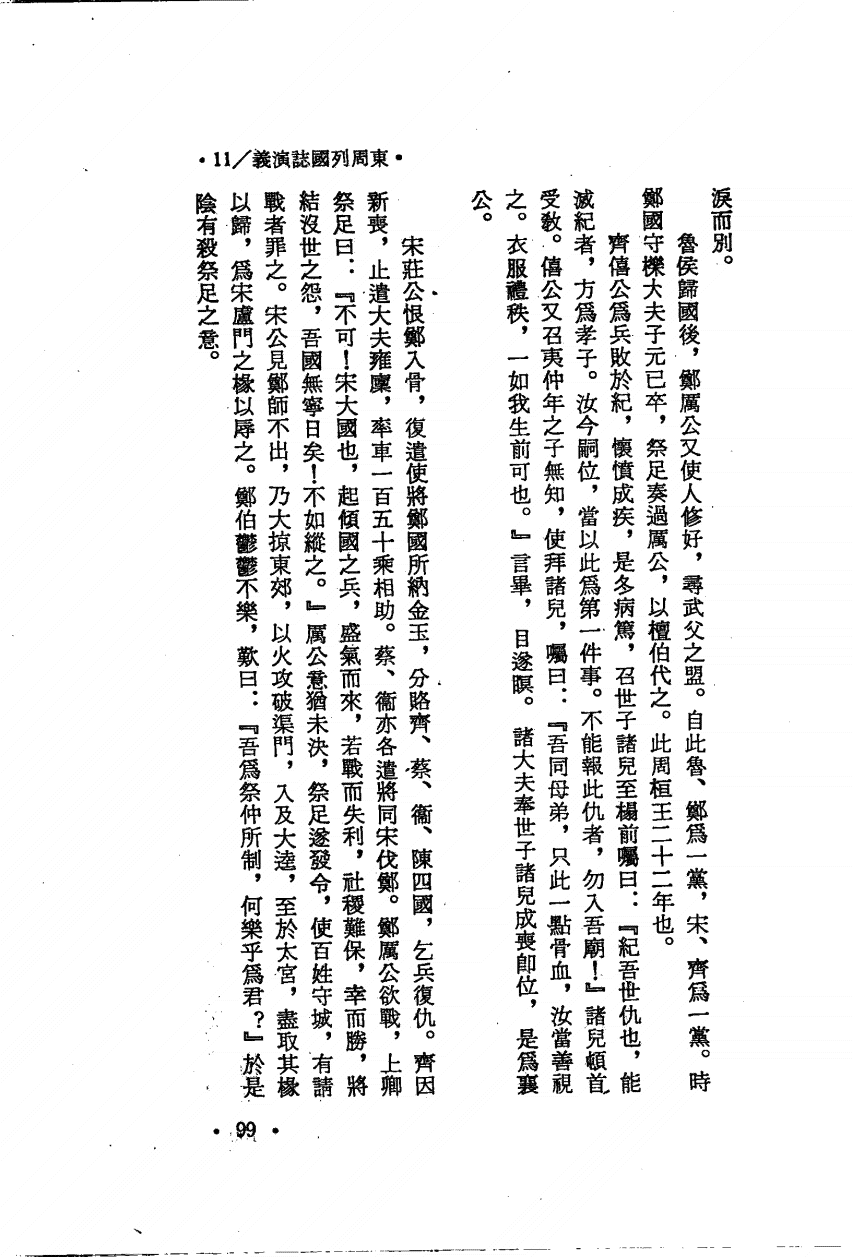 淚而別。
魯侯歸國後，鄭厲公又使人修好，尋武父之盟。自此魯、鄭爲一黨，宋、齊爲一黨。時
鄭國守櫟大夫子元已卒，祭足奏過厲公，以檀伯代之。此周桓王二十二年也。
齊僖公爲兵敗於紀，懷憤成疾，是冬病篤，召世子諸兒至榻前囑曰：『紀吾世仇也，能
滅紀者，方爲孝子。汝今嗣位，當以此爲第一件事。不能報此仇者，勿入吾廟！』諸兒頓首
受敎。僖公又召夷仲年之子無知，使拜諸兒，囑曰：『吾同母弟，只此一點骨血，汝當善視
之。衣服禮秩，一如我生前可也。』言畢，目遂瞑。諸大夫奉世子諸兒成喪卽位，是爲襄
公。
宋莊公恨鄭入骨，復遣使將鄭國所納金玉，分賂齊、蔡、衞、陳四國，乞兵復仇。齊因
新喪，止遣大夫雍廩，率車一百五十乘相助。蔡、衞亦各遣將同宋伐鄭。鄭厲公欲戰，上卿
祭足曰：『不可！宋大國也，起傾國之兵，盛氣而來，若戰而失利，社稷難保，幸而勝，將
結沒世之怨，吾國無寧日矣！不如縱之。』厲公意猶未決，祭足遂發令，使百姓守城，有請
戰者罪之。宋公見鄭師不出，乃大掠東郊，以火攻破渠門，入及大逵，至於太宮，盡取其椽
以歸，爲宋盧門之椽以辱之。鄭伯鬱鬱不樂，歎曰：『吾爲祭仲所制，何樂乎爲君？』於是
陰有殺祭足之意。
•東周列國誌演義／11•
•99•